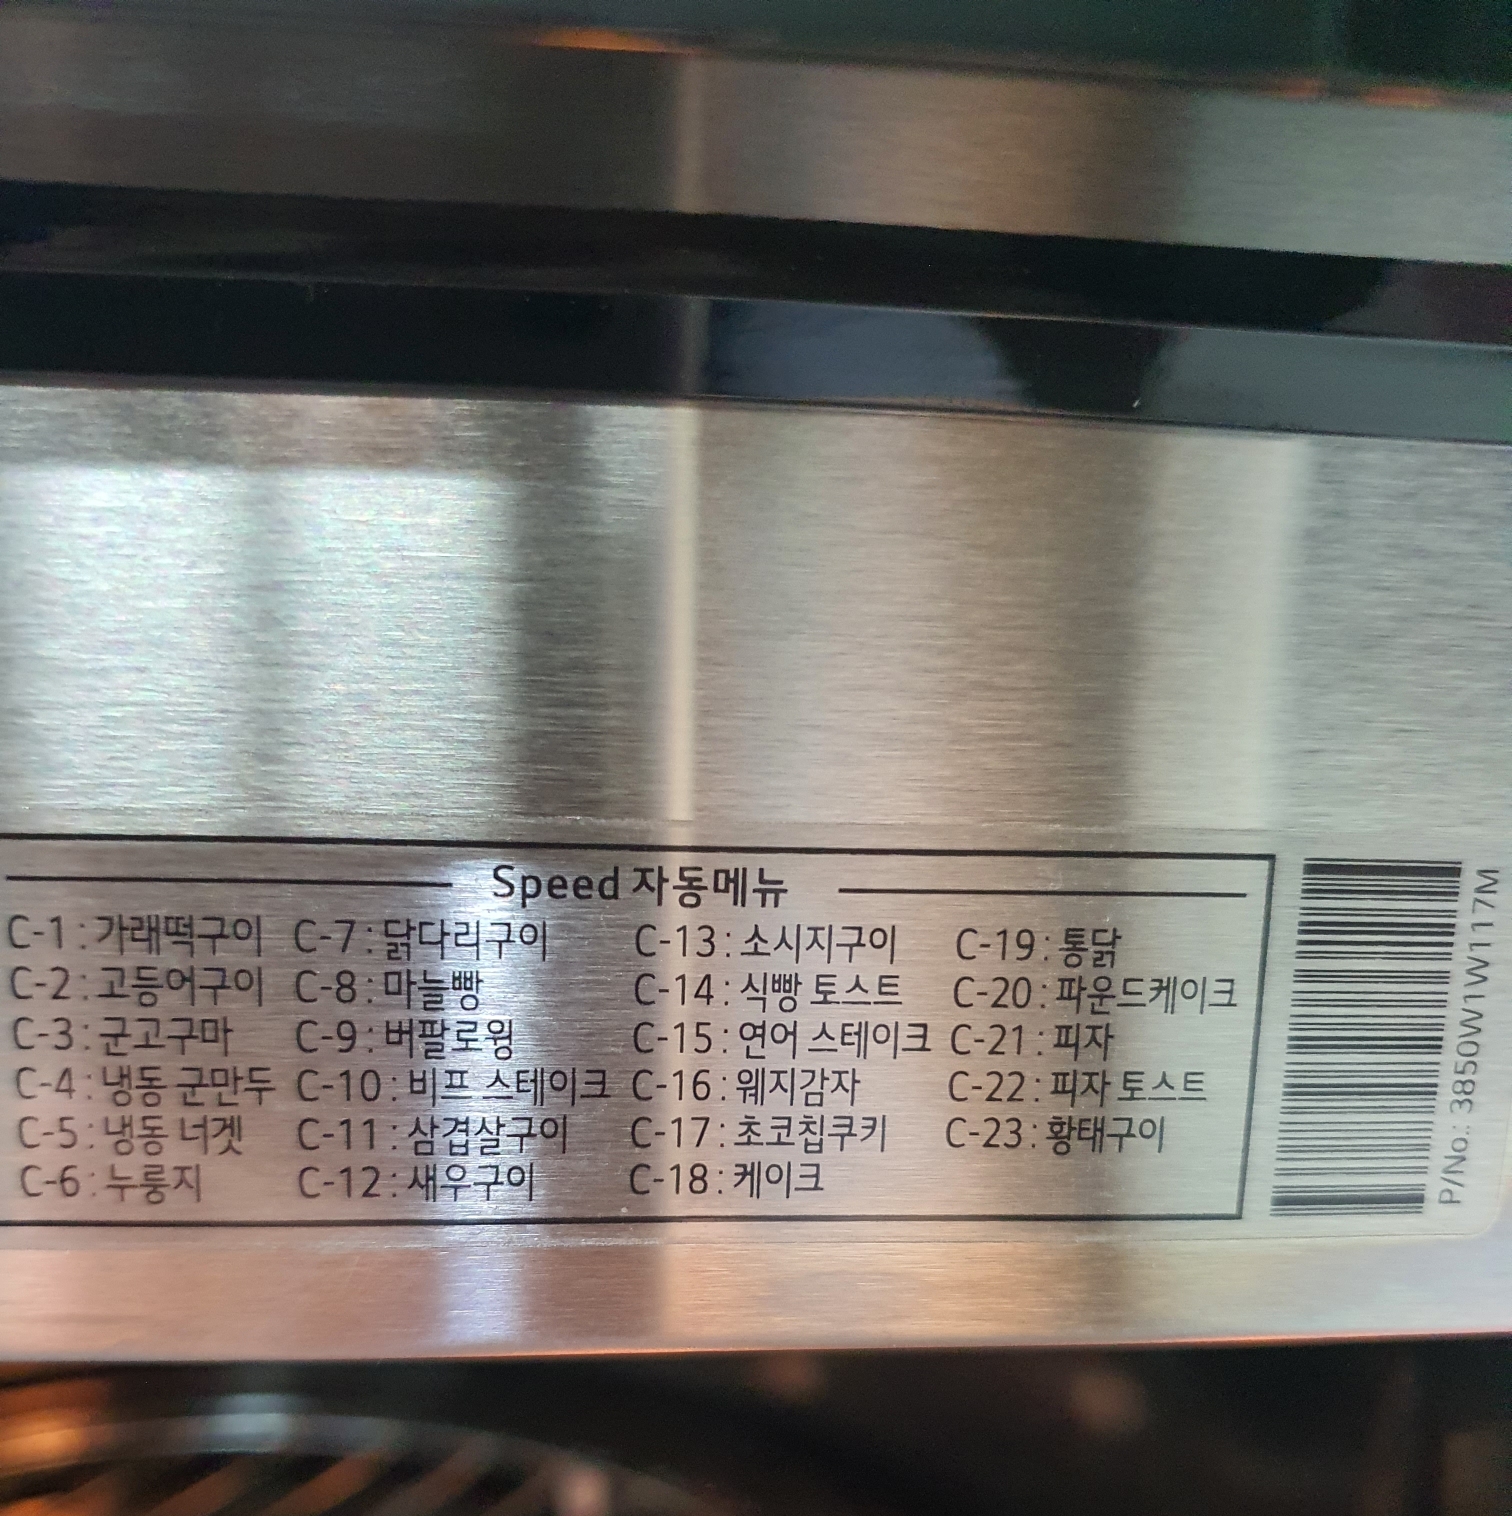 Speed 자동메뉴
C-1 : 가래떡구이
C-2 : 고등어구이
C-3 : 군고구마
C-4 : 냉동 군만두
C-5 : 냉동 너겟
C-6 : 누룽지
C-7 : 닭다리구이
C-8 : 마늘빵
C-9 : 버팔로윙
C-10 : 비프 스테이크
C-11 : 삼겹살구이
C-12 : 새우구이
C-13 : 소시지구이
C-14 : 식빵 토스트
C-15 : 연어 스테이크
C-16 : 웨지감자
C-17 : 초코칩쿠키
C-18 : 케이크
C-19 : 통닭
C-20 : 파운드케이크
C-21 : 피자
C-22 : 피자 토스트
C-23 : 황태구이
P/No.: 3850W1W117M